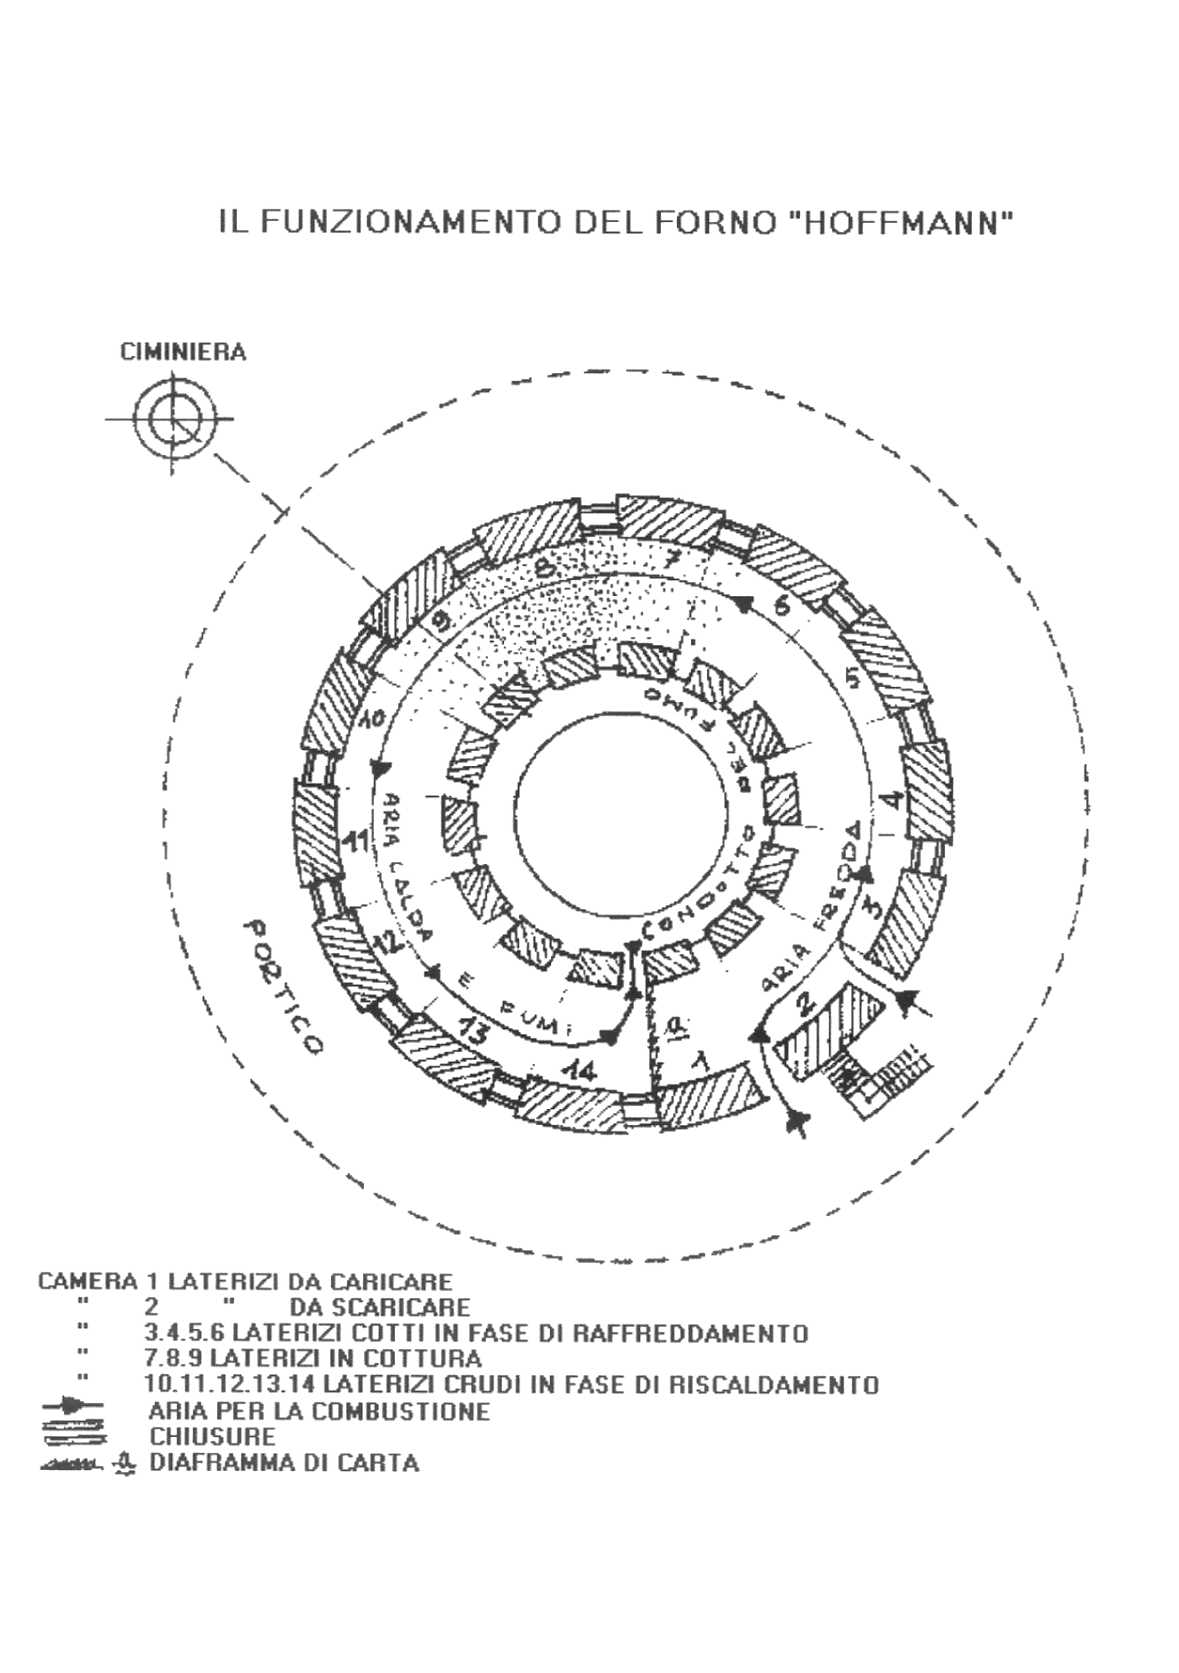 IL FUNZIONAMENTO DEL FORNO "HOFFMANN"
CIMINIERA
8
7
9
6
10
5
CONDOTTO DEL FUMO
4
11
ARIA CALDA E FUMI
ARIA FREDDA
3
12
PORTICO
2
13
a
1
14
CAMERA 1 LATERIZI DA CARICARE
" 2 " DA SCARICARE
" 3.4.5.6 LATERIZI COTTI IN FASE DI RAFFREDDAMENTO
" 7.8.9 LATERIZI IN COTTURA
" 10.11.12.13.14 LATERIZI CRUDI IN FASE DI RISCALDAMENTO
ARIA PER LA COMBUSTIONE
CHIUSURE
a DIAFRAMMA DI CARTA